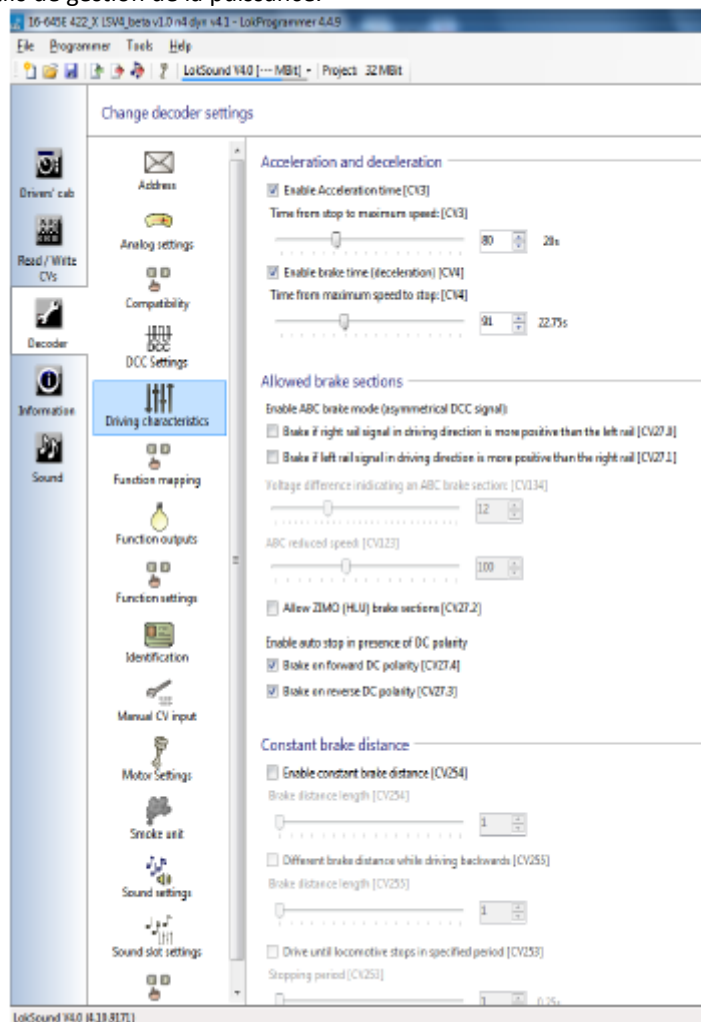 de gestion de la puissance.
16-645E 422_X LSV4_beta v1.0 n4 dyn v4.1 - LokProgrammer 4.4.9
File Programmer Tools Help
LokSound V4.0 [--- MBit] Project: 32 MBit
Change decoder settings
Drivers' cab
Read / Write
CVs
Decoder
Information
Sound
Address
Analog settings
Compatibility
DCC
DCC Settings
Driving characteristics
Function mapping
Function outputs
Function settings
Identification
Manual CV input
Motor Settings
Smoke unit
Sound settings
Sound slot settings
Acceleration and deceleration
Enable Acceleration time [CV3]
Time from stop to maximum speed: [CV3]
80 20s
Enable brake time (deceleration) [CV4]
Time from maximum speed to stop: [CV4]
91 22.75s
Allowed brake sections
Enable ABC brake mode (asymmetrical DCC signal)
Brake if right rail signal in driving direction is more positive than the left rail [CV27.0]
Brake if left rail signal in driving direction is more positive than the right rail [CV27.1]
Voltage difference inidicating an ABC brake section: [CV134]
12
ABC reduced speed: [CV123]
100
Allow ZIMO (HLU) brake sections [CV27.2]
Enable auto stop in presence of DC polarity
Brake on forward DC polarity [CV27.4]
Brake on reverse DC polarity [CV27.3]
Constant brake distance
Enable constant brake distance [CV254]
Brake distance length [CV254]
1
Different brake distance while driving backwards [CV255]
Brake distance length [CV255]
1
Drive until locomotive stops in specified period [CV253]
Stopping period [CV253]
1 0.25s
LokSound V4.0 (4.13.9171)